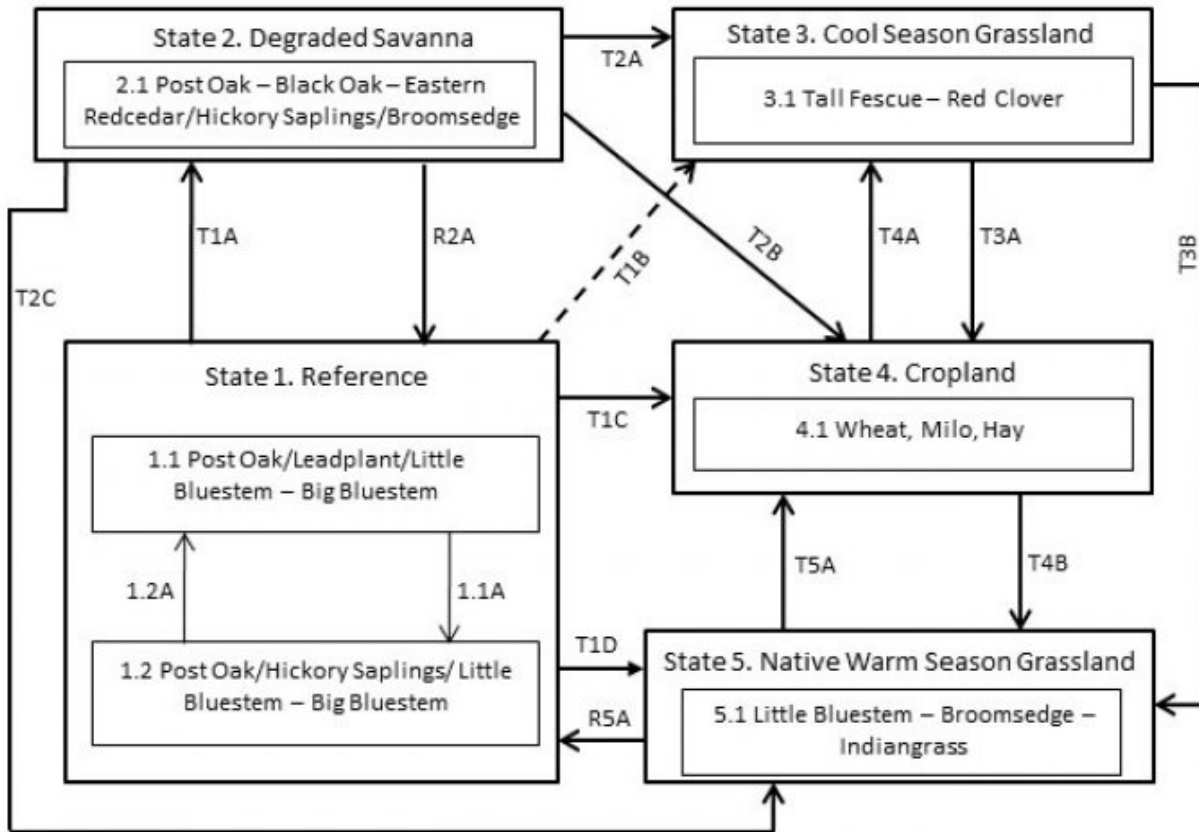 State 2. Degraded Savanna
2.1 Post Oak – Black Oak – Eastern
Redcedar/Hickory Saplings/Broomsedge
T2A
State 3. Cool Season Grassland
3.1 Tall Fescue – Red Clover
T1A
R2A
T1B
T2B
T4A
T3A
T3B
T2C
State 1. Reference
1.1 Post Oak/Leadplant/Little
Bluestem – Big Bluestem
1.2A
1.1A
1.2 Post Oak/Hickory Saplings/ Little
Bluestem – Big Bluestem
T1C
State 4. Cropland
4.1 Wheat, Milo, Hay
T5A
T4B
T1D
R5A
State 5. Native Warm Season Grassland
5.1 Little Bluestem – Broomsedge –
Indiangrass